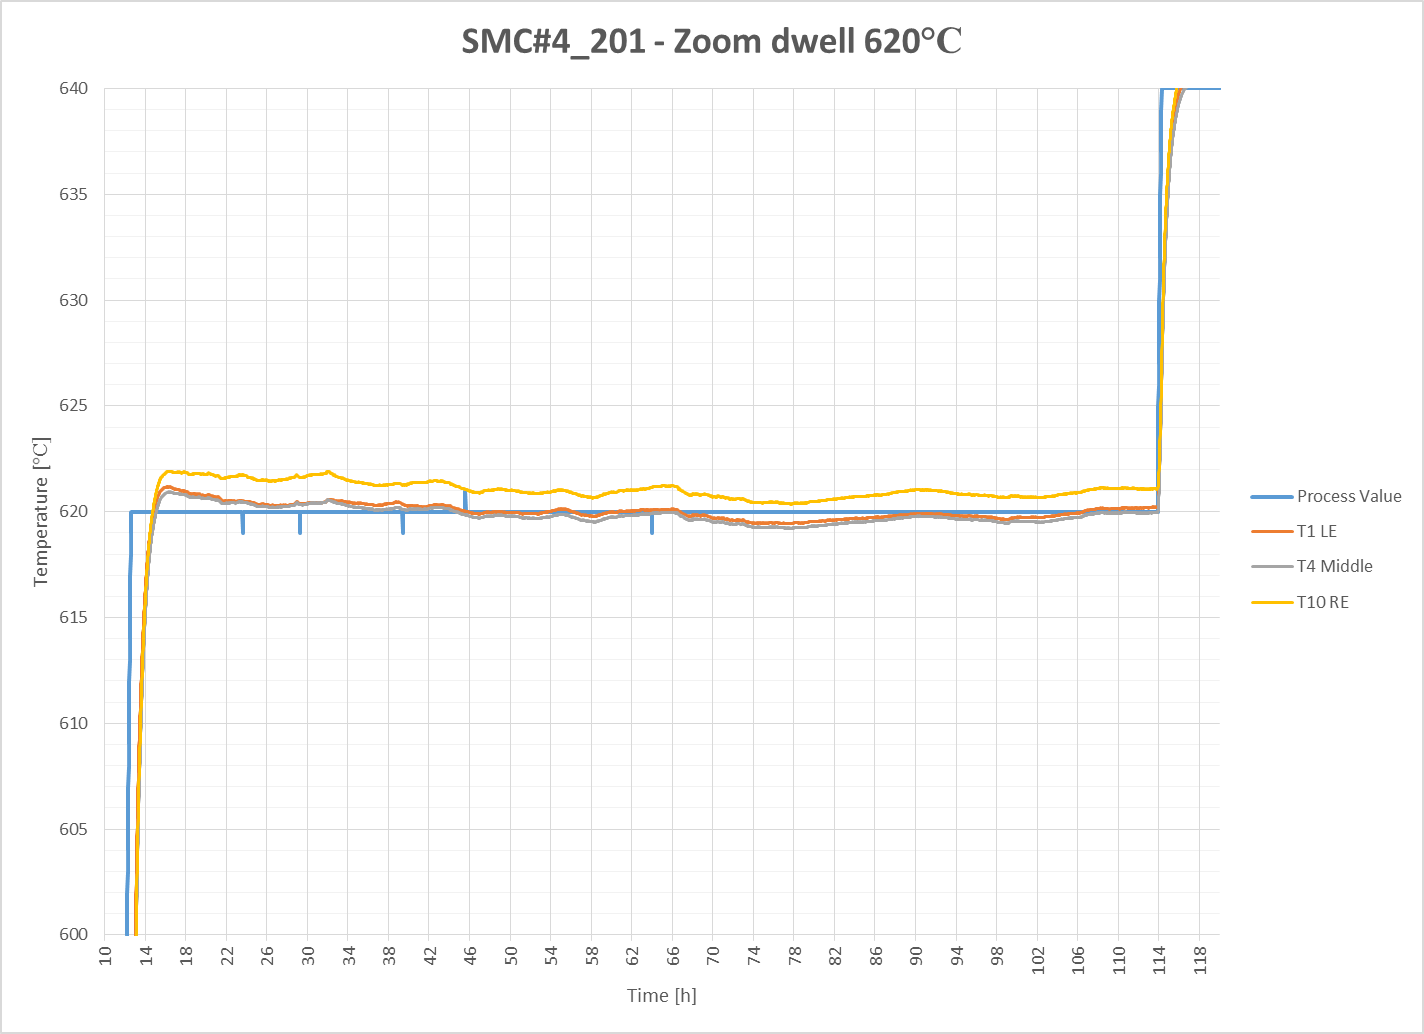 SMC#4_201 - Zoom dwell 620°C
640
635
630
625
620
615
610
605
600
Temperature [°C]
10 14 18 22 26 30 34 38 42 46 50 54 58 62 66 70 74 78 82 86 90 94 98 102 106 110 114 118
Time [h]
Process Value
T1 LE
T4 Middle
T10 RE